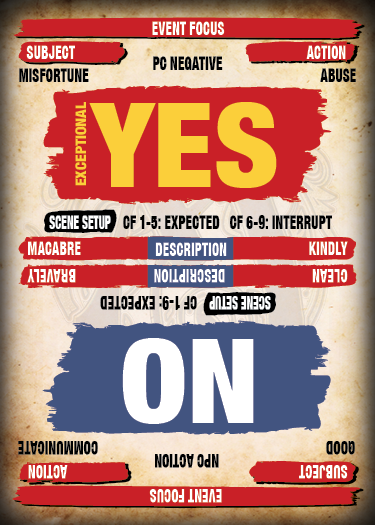 EVENT FOCUS
SUBJECT ACTION
MISFORTUNE PC NEGATIVE ABUSE
EXCEPTIONAL
YES
SCENE SETUP CF 1-5: EXPECTED CF 6-9: INTERRUPT
MACABRE DESCRIPTION KINDLY
EVENT FOCUS
SUBJECT ACTION
GOOD NPC ACTION COMMUNICATE
NO
SCENE SETUP CF 1-9: EXPECTED
CLEAN DESCRIPTION BRAVELY